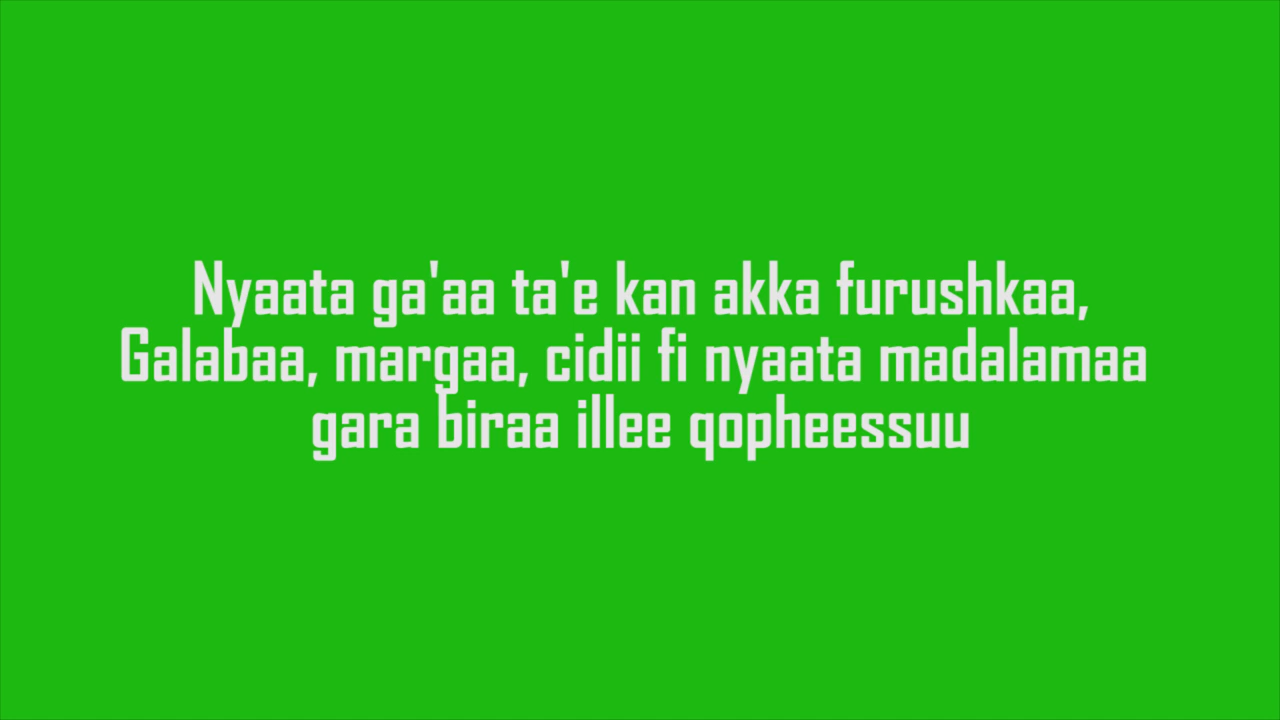 Nyaata ga'aa ta'e kan akka furushkaa,
Galabaa, margaa, cidii fi nyaata madalamaa
gara biraa illee qopheessuu